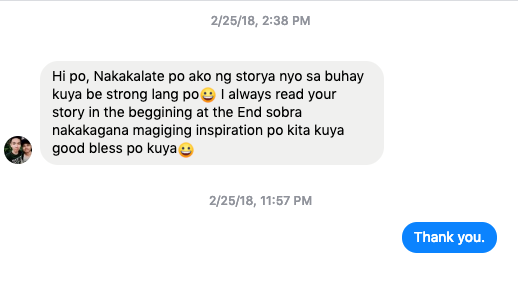 2/25/18, 2:38 PM
Hi po, Nakakalate po ako ng storya nyo sa buhay
kuya be strong lang po😀 I always read your
story in the beggining at the End sobra
nakakagana magiging inspiration po kita kuya
good bless po kuya😀
2/25/18, 11:57 PM
Thank you.